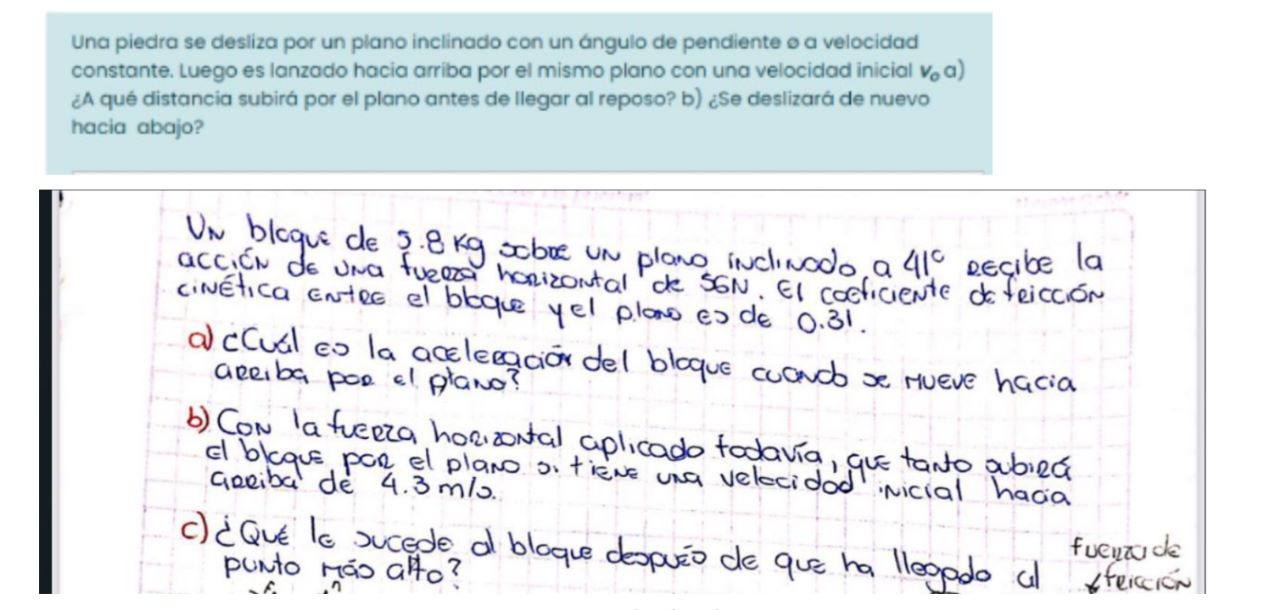 Una piedra se desliza por un plano inclinado con un ángulo de pendiente ø a velocidad
constante. Luego es lanzado hacia arriba por el mismo plano con una velocidad inicial vₒ a)
¿A qué distancia subirá por el plano antes de llegar al reposo? b) ¿Se deslizará de nuevo
hacia abajo?
UN bloque de 5.8 Kg sobre UN plano inclinado a 41° recibe la
acción de una fuerza horizontal de 56N. El coeficiente de fricción
cinética entre el bloque y el plano es de 0.31.
a) ¿Cuál es la aceleración del bloque cuando se mueve hacia
arriba por el plano?
b) Con la fuerza horizontal aplicado todavía, que tanto subirá
el bloque por el plano si tiene una velocidad inicial hacia
arriba de 4.3 m/s.
c) ¿Qué le sucede al bloque después de que ha llegado al
punto más alto?
fuerza de
fricción